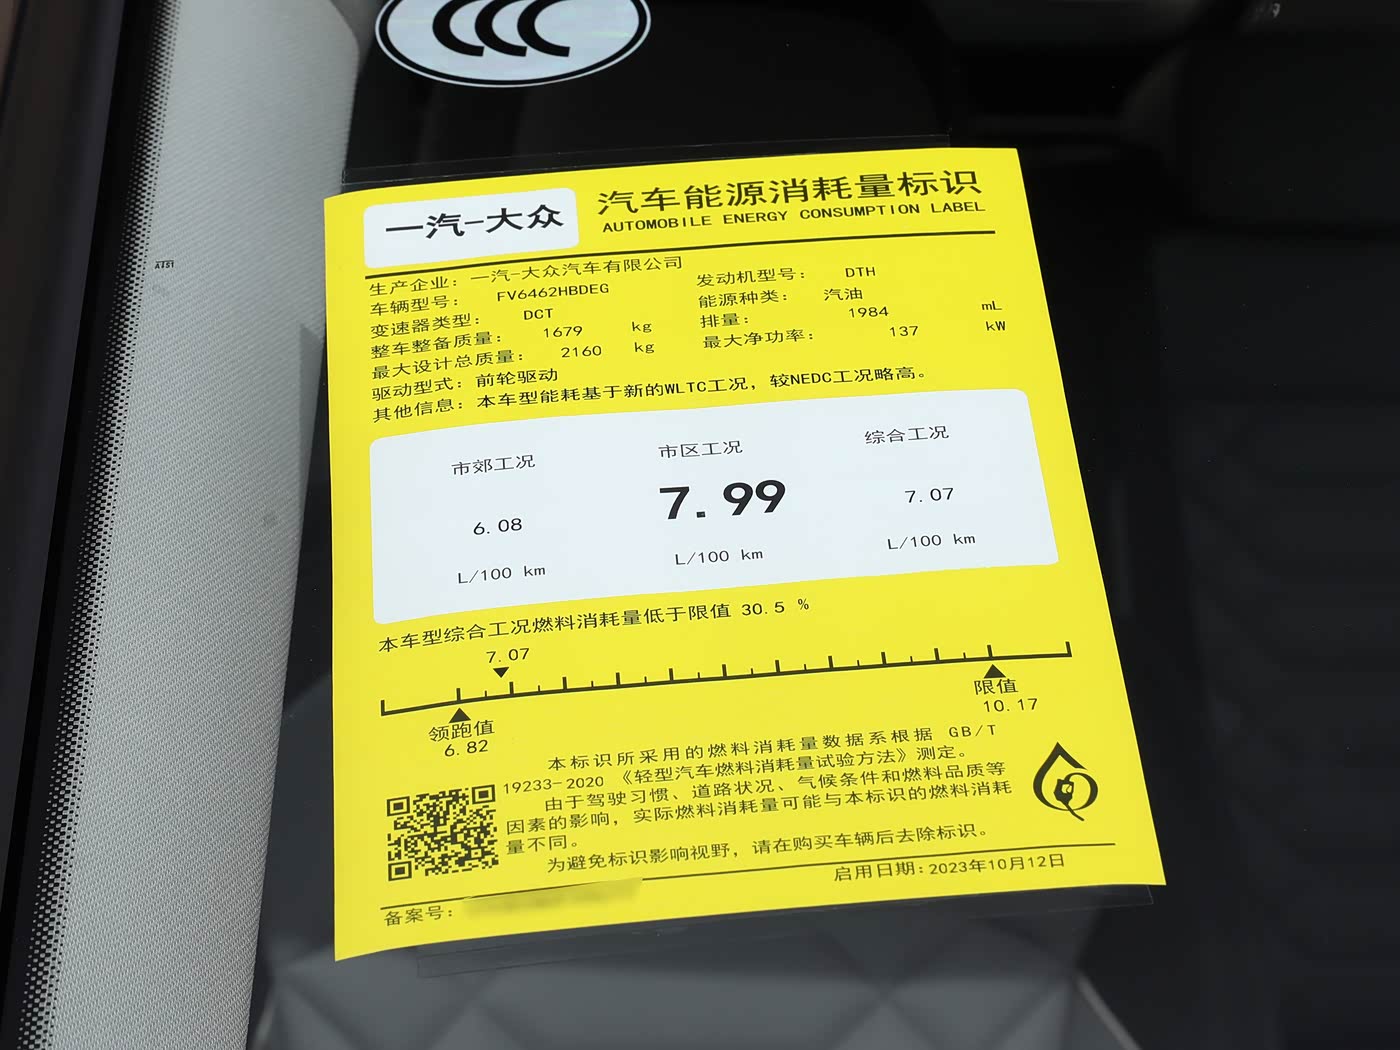 CCC
一汽-大众
汽车能源消耗量标识
AUTOMOBILE ENERGY CONSUMPTION LABEL
生产企业: 一汽-大众汽车有限公司
车辆型号: FV6462HBDEG
发动机型号: DTH
变速器类型: DCT
能源种类: 汽油
整车整备质量: 1679 kg
排量: 1984 mL
最大设计总质量: 2160 kg
最大净功率: 137 kW
驱动型式: 前轮驱动
其他信息: 本车型能耗基于新的WLTC工况, 较NEDC工况略高。
市郊工况 市区工况 综合工况
6.08 7.99 7.07
L/100 km L/100 km L/100 km
本车型综合工况燃料消耗量低于限值 30.5 %
7.07
领跑值 限值
6.82 10.17
本标识所采用的燃料消耗量数据系根据 GB/T
19233-2020 《轻型汽车燃料消耗量试验方法》测定。
由于驾驶习惯、道路状况、气候条件和燃料品质等
因素的影响, 实际燃料消耗量可能与本标识的燃料消耗
量不同。
为避免标识影响视野, 请在购买车辆后去除标识。
备案号:
启用日期: 2023年10月12日